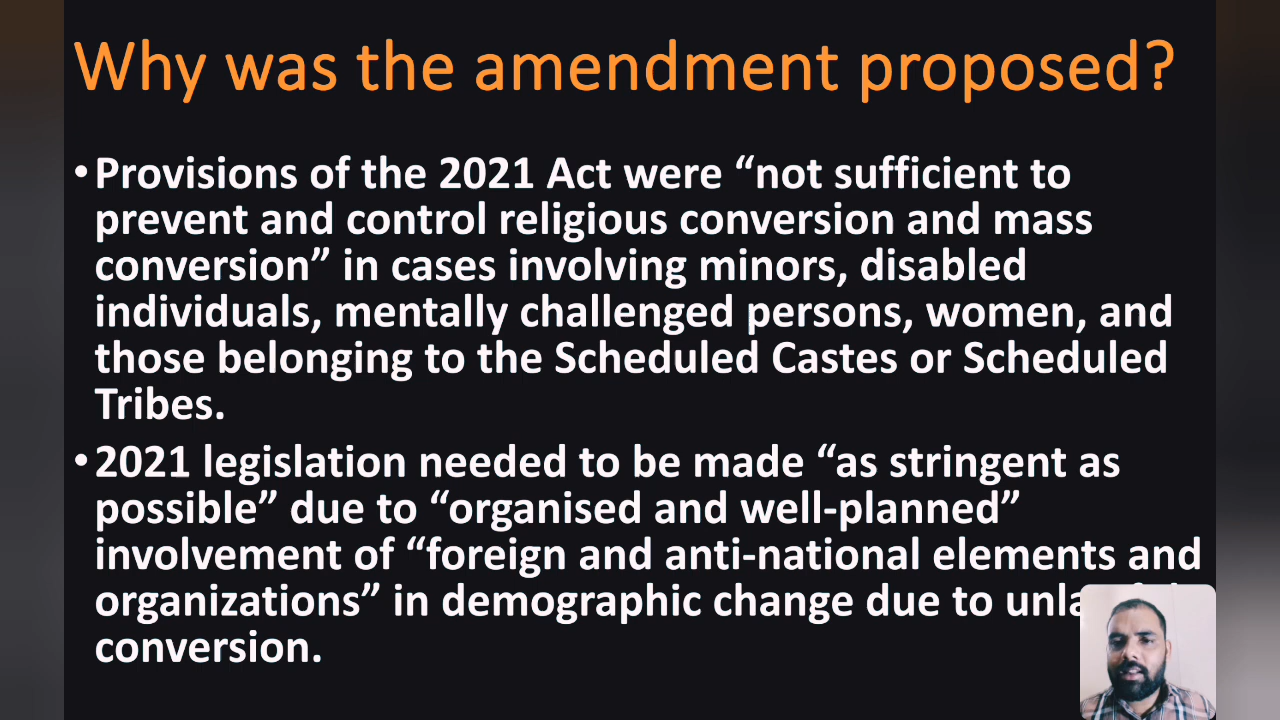 Why was the amendment proposed?
• Provisions of the 2021 Act were “not sufficient to
prevent and control religious conversion and mass
conversion” in cases involving minors, disabled
individuals, mentally challenged persons, women, and
those belonging to the Scheduled Castes or Scheduled
Tribes.
• 2021 legislation needed to be made “as stringent as
possible” due to “organised and well-planned”
involvement of “foreign and anti-national elements and
organizations” in demographic change due to
conversion.